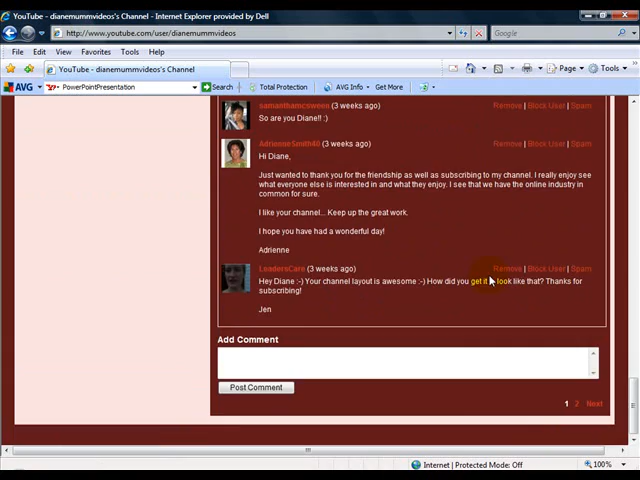 YouTube - dianemummvideos's Channel - Internet Explorer provided by Dell
http://www.youtube.com/user/dianemummvideos
Google
File Edit View Favorites Tools Help
YouTube - dianemummvideos's Channel
Page Tools
AVG PowerPointPresentation Search Total Protection AVG Info Get More
samanthamcsween (3 weeks ago) Remove | Block User | Spam
So are you Diane!! :)
AdrienneSmith40 (3 weeks ago) Remove | Block User | Spam
Hi Diane,
Just wanted to thank you for the friendship as well as subscribing to my channel. I really enjoy see
what everyone else is interested in and what they enjoy. I see that we have the online industry in
common for sure.
I like your channel... Keep up the great work.
I hope you have had a wonderful day!
Adrienne
LeadersCare (3 weeks ago) Remove | Block User | Spam
Hey Diane :-) Your channel layout is awesome :-) How did you get it to look like that? Thanks for
subscribing!
Jen
Add Comment
Post Comment
1 2 Next
Internet | Protected Mode: Off 100%